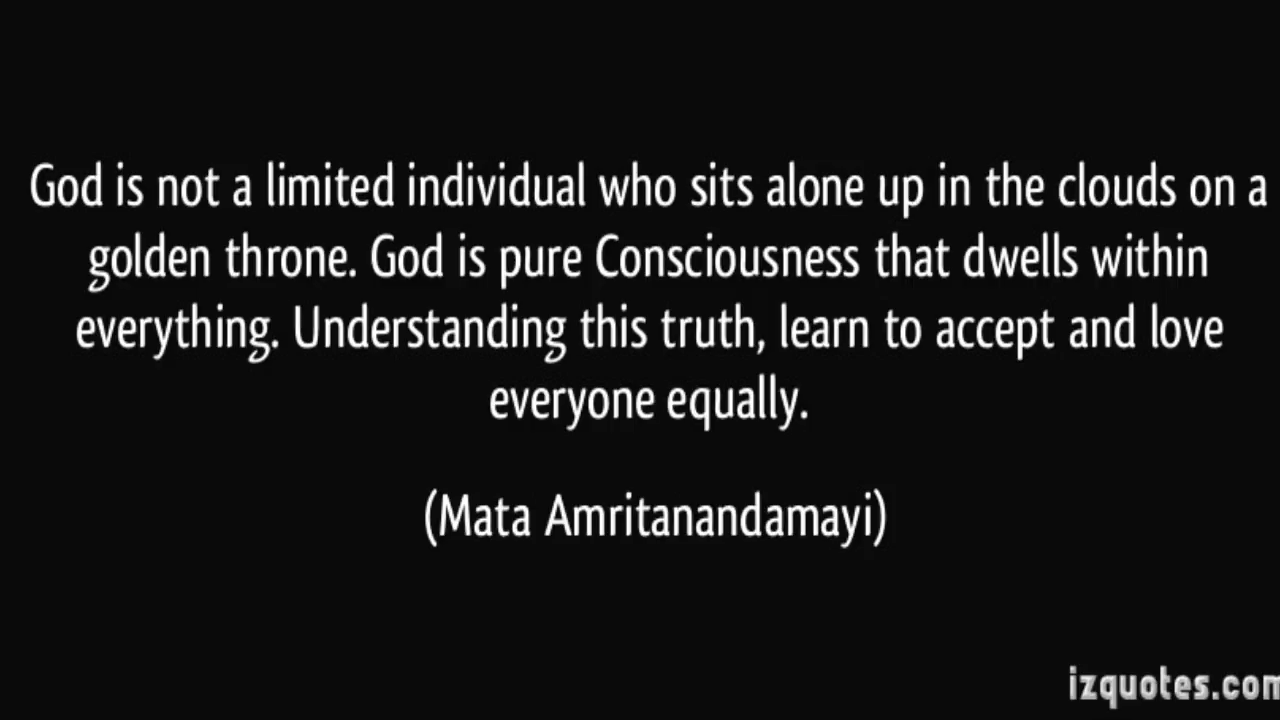 God is not a limited individual who sits alone up in the clouds on a
golden throne. God is pure Consciousness that dwells within
everything. Understanding this truth, learn to accept and love
everyone equally.
(Mata Amritanandamayi)
izquotes.com